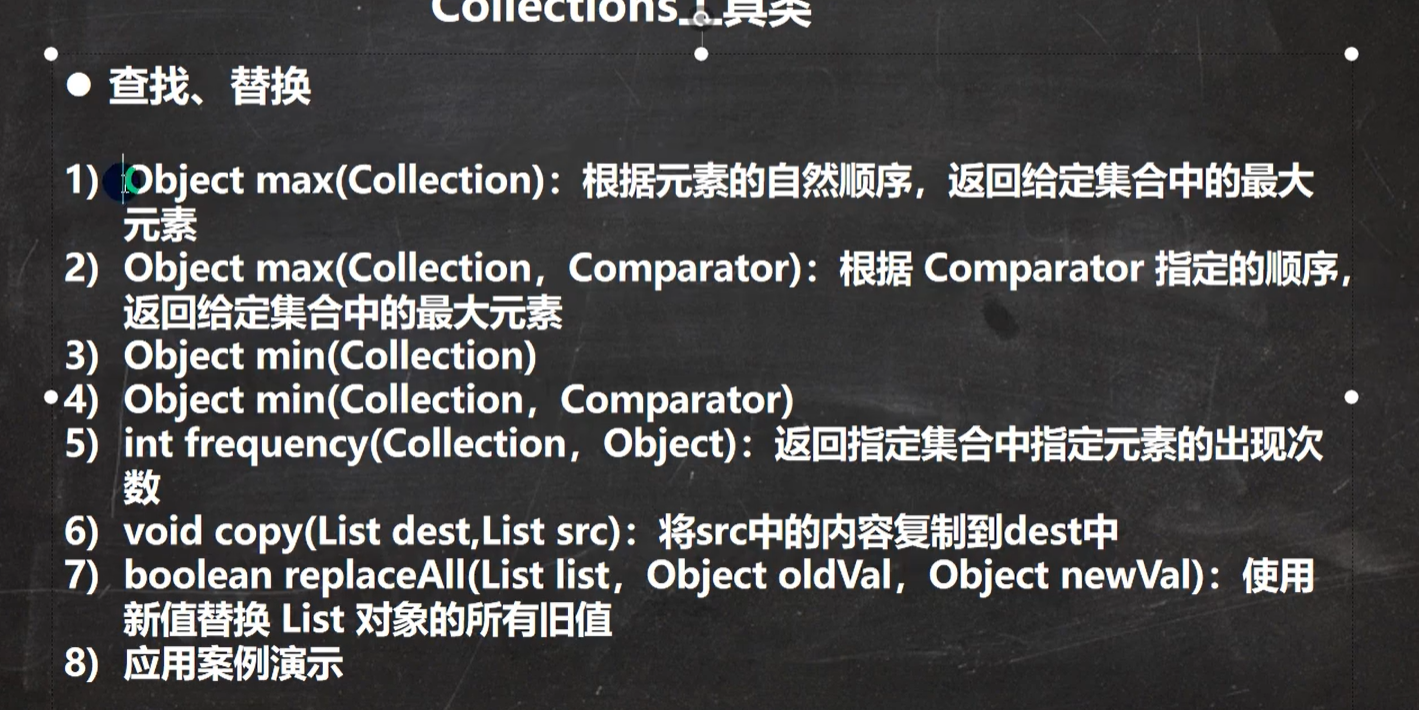 Collections工具类
● 查找、替换
1) Object max(Collection)：根据元素的自然顺序，返回给定集合中的最大
元素
2) Object max(Collection，Comparator)：根据 Comparator 指定的顺序，
返回给定集合中的最大元素
3) Object min(Collection)
4) Object min(Collection，Comparator)
5) int frequency(Collection，Object)：返回指定集合中指定元素的出现次
数
6) void copy(List dest,List src)：将src中的内容复制到dest中
7) boolean replaceAll(List list，Object oldVal，Object newVal)：使用
新值替换 List 对象的所有旧值
8) 应用案例演示